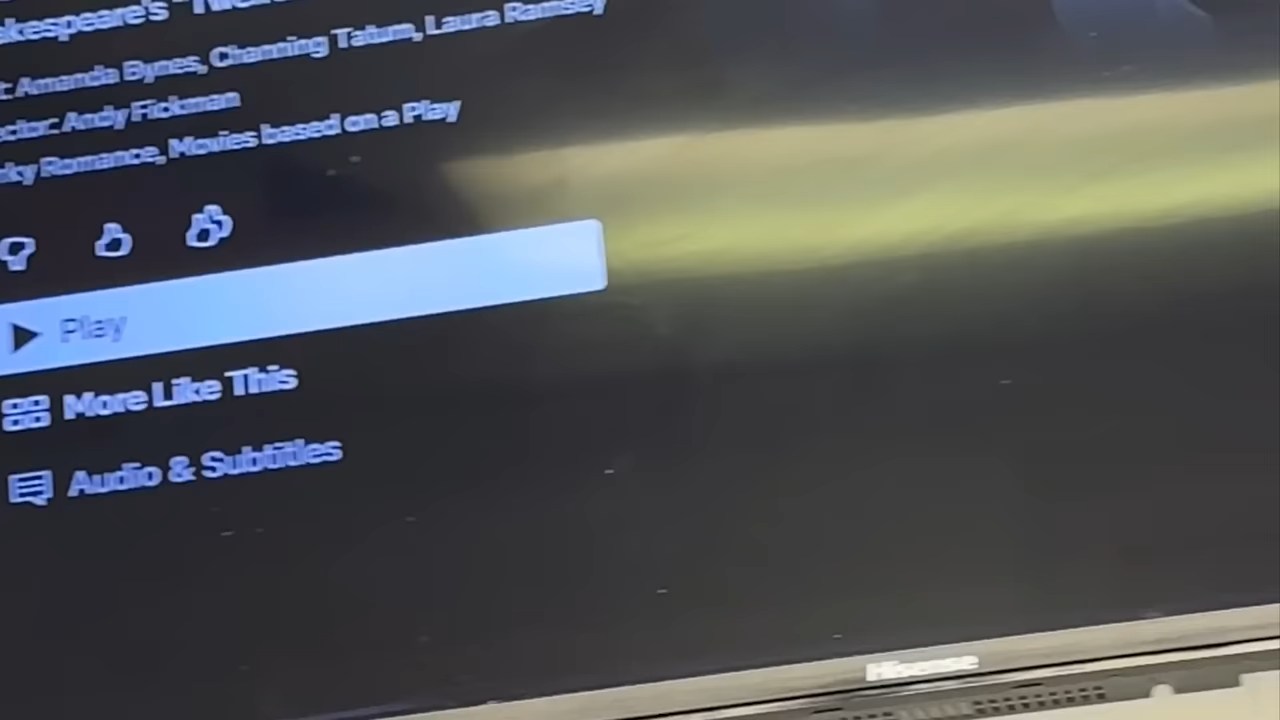 akespeare's
t: Amanda Bynes, Channing Tatum, Laura Ramsey
ector: Andy Fickman
ky Romance, Movies based on a Play
Play
More Like This
Audio & Subtitles
Hisense